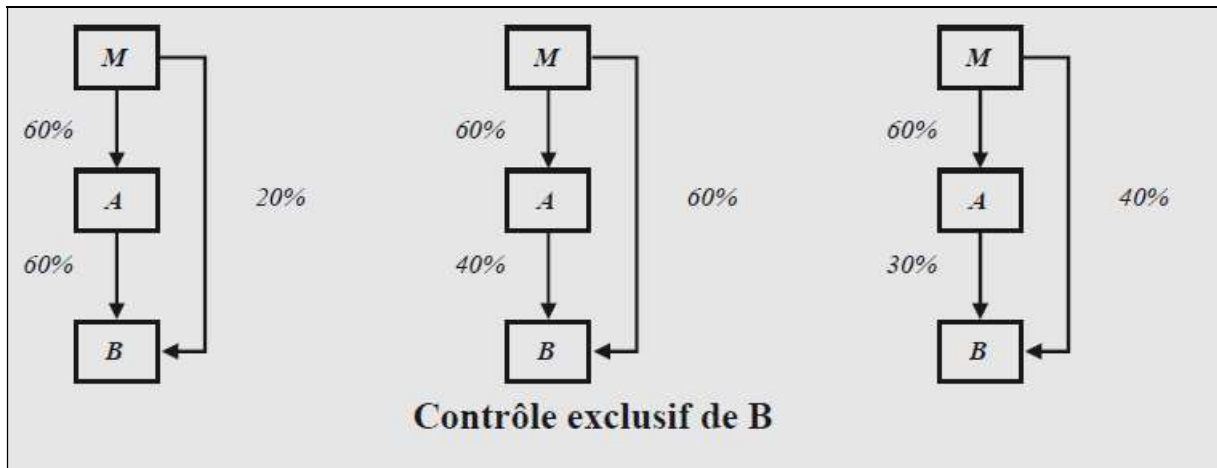 M M M
60% 60% 60%
A 20% A 60% A 40%
60% 40% 30%
B B B
Contrôle exclusif de B